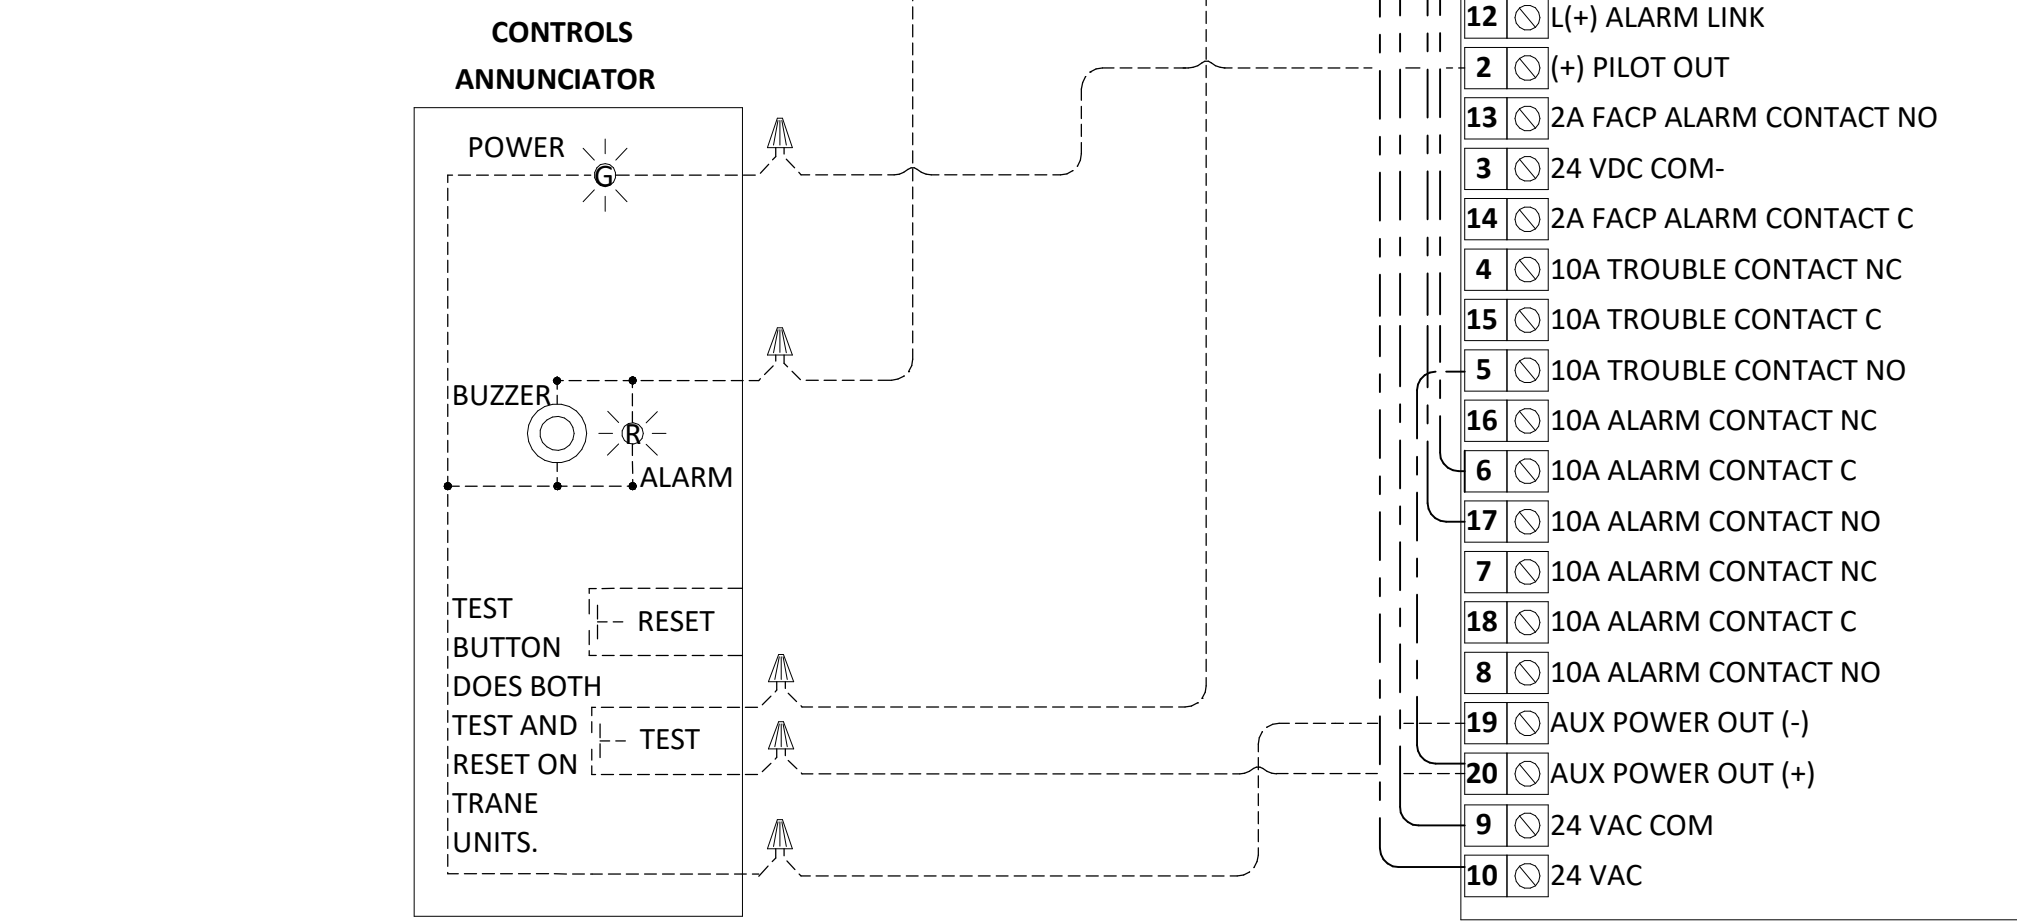 CONTROLS
ANNUNCIATOR
POWER
G
BUZZER
R
ALARM
TEST
BUTTON
DOES BOTH
TEST AND
RESET ON
TRANE
UNITS.
RESET
TEST
12 L(+) ALARM LINK
2 (+) PILOT OUT
13 2A FACP ALARM CONTACT NO
3 24 VDC COM-
14 2A FACP ALARM CONTACT C
4 10A TROUBLE CONTACT NC
15 10A TROUBLE CONTACT C
5 10A TROUBLE CONTACT NO
16 10A ALARM CONTACT NC
6 10A ALARM CONTACT C
17 10A ALARM CONTACT NO
7 10A ALARM CONTACT NC
18 10A ALARM CONTACT C
8 10A ALARM CONTACT NO
19 AUX POWER OUT (-)
20 AUX POWER OUT (+)
9 24 VAC COM
10 24 VAC